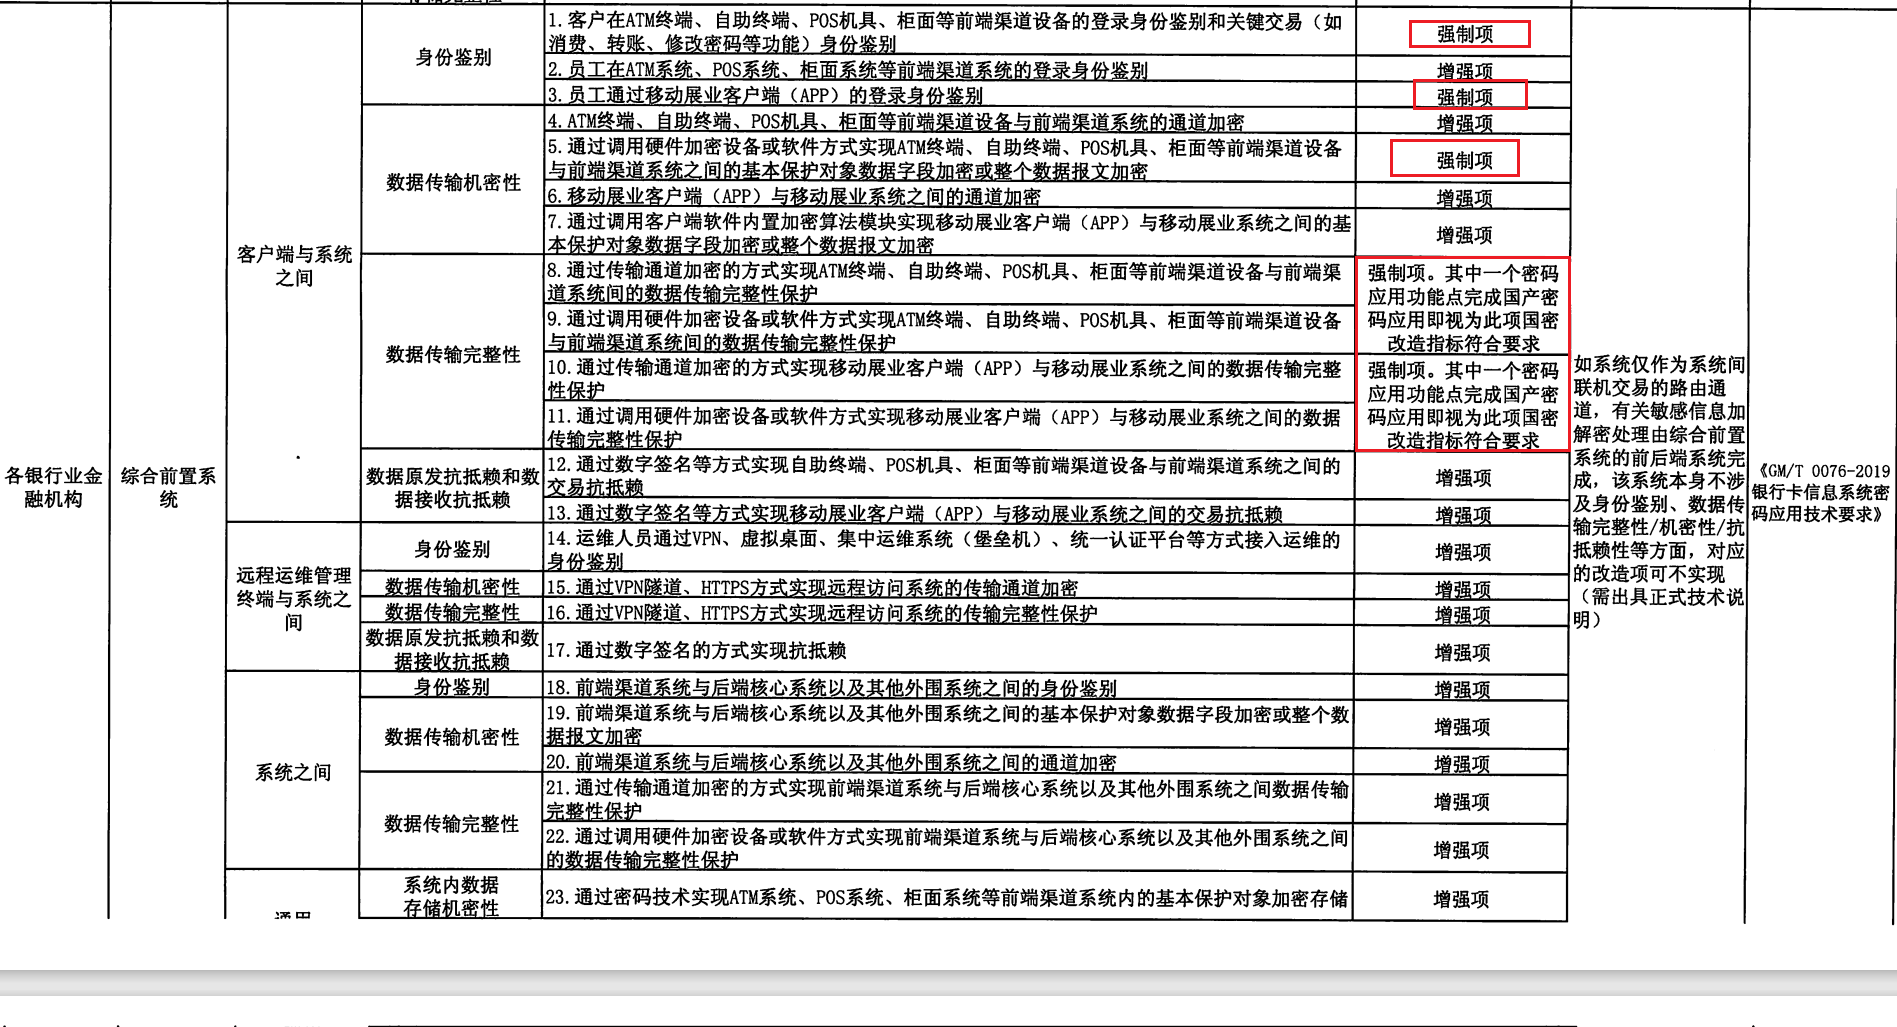 各银行业金
融机构
综合前置系
统
客户端与系统
之间
身份鉴别
1.客户在ATM终端、自助终端、POS机具、柜面等前端渠道设备的登录身份鉴别和关键交易（如
消费、转账、修改密码等功能）身份鉴别
强制项
2.员工在ATM系统、POS系统、柜面系统等前端渠道系统的登录身份鉴别
增强项
3.员工通过移动展业客户端（APP）的登录身份鉴别
强制项
数据传输机密性
4.ATM终端、自助终端、POS机具、柜面等前端渠道设备与前端渠道系统的通道加密
增强项
5.通过调用硬件加密设备或软件方式实现ATM终端、自助终端、POS机具、柜面等前端渠道设备
与前端渠道系统之间的基本保护对象数据字段加密或整个数据报文加密
强制项
6.移动展业客户端（APP）与移动展业系统之间的通道加密
增强项
7.通过调用客户端软件内置加密算法模块实现移动展业客户端（APP）与移动展业系统之间的基
本保护对象数据字段加密或整个数据报文加密
增强项
数据传输完整性
8.通过传输通道加密的方式实现ATM终端、自助终端、POS机具、柜面等前端渠道设备与前端渠
道系统间的数据传输完整性保护
9.通过调用硬件加密设备或软件方式实现ATM终端、自助终端、POS机具、柜面等前端渠道设备
与前端渠道系统间的数据传输完整性保护
强制项。其中一个密码
应用功能点完成国产密
码应用即视为此项国密
改造指标符合要求
10.通过传输通道加密的方式实现移动展业客户端（APP）与移动展业系统之间的数据传输完整
性保护
11.通过调用硬件加密设备或软件方式实现移动展业客户端（APP）与移动展业系统之间的数据
传输完整性保护
强制项。其中一个密码
应用功能点完成国产密
码应用即视为此项国密
改造指标符合要求
数据原发抗抵赖和数
据接收抗抵赖
12.通过数字签名等方式实现自助终端、POS机具、柜面等前端渠道设备与前端渠道系统之间的
交易抗抵赖
增强项
13.通过数字签名等方式实现移动展业客户端（APP）与移动展业系统之间的交易抗抵赖
增强项
远程运维管理
终端与系统之
间
身份鉴别
14.运维人员通过VPN、虚拟桌面、集中运维系统（堡垒机）、统一认证平台等方式接入运维的
身份鉴别
增强项
数据传输机密性
15.通过VPN隧道、HTTPS方式实现远程访问系统的传输通道加密
增强项
数据传输完整性
16.通过VPN隧道、HTTPS方式实现远程访问系统的传输完整性保护
增强项
数据原发抗抵赖和数
据接收抗抵赖
17.通过数字签名的方式实现抗抵赖
增强项
系统之间
身份鉴别
18.前端渠道系统与后端核心系统以及其他外围系统之间的身份鉴别
增强项
数据传输机密性
19.前端渠道系统与后端核心系统以及其他外围系统之间的基本保护对象数据字段加密或整个数
据报文加密
增强项
20.前端渠道系统与后端核心系统以及其他外围系统之间的通道加密
增强项
数据传输完整性
21.通过传输通道加密的方式实现前端渠道系统与后端核心系统以及其他外围系统之间数据传输
完整性保护
增强项
22.通过调用硬件加密设备或软件方式实现前端渠道系统与后端核心系统以及其他外围系统之间
的数据传输完整性保护
增强项
通用
系统内数据
存储机密性
23.通过密码技术实现ATM系统、POS系统、柜面系统等前端渠道系统内的基本保护对象加密存储
增强项
如系统仅作为系统间
联机交易的路由通
道，有关敏感信息加
解密处理由综合前置
系统的前后端系统完
成，该系统本身不涉
及身份鉴别、数据传
输完整性/机密性/抗
抵赖性等方面，对应
的改造项可不实现
（需出具正式技术说
明）
《GM/T 0076-2019
银行卡信息系统密
码应用技术要求》